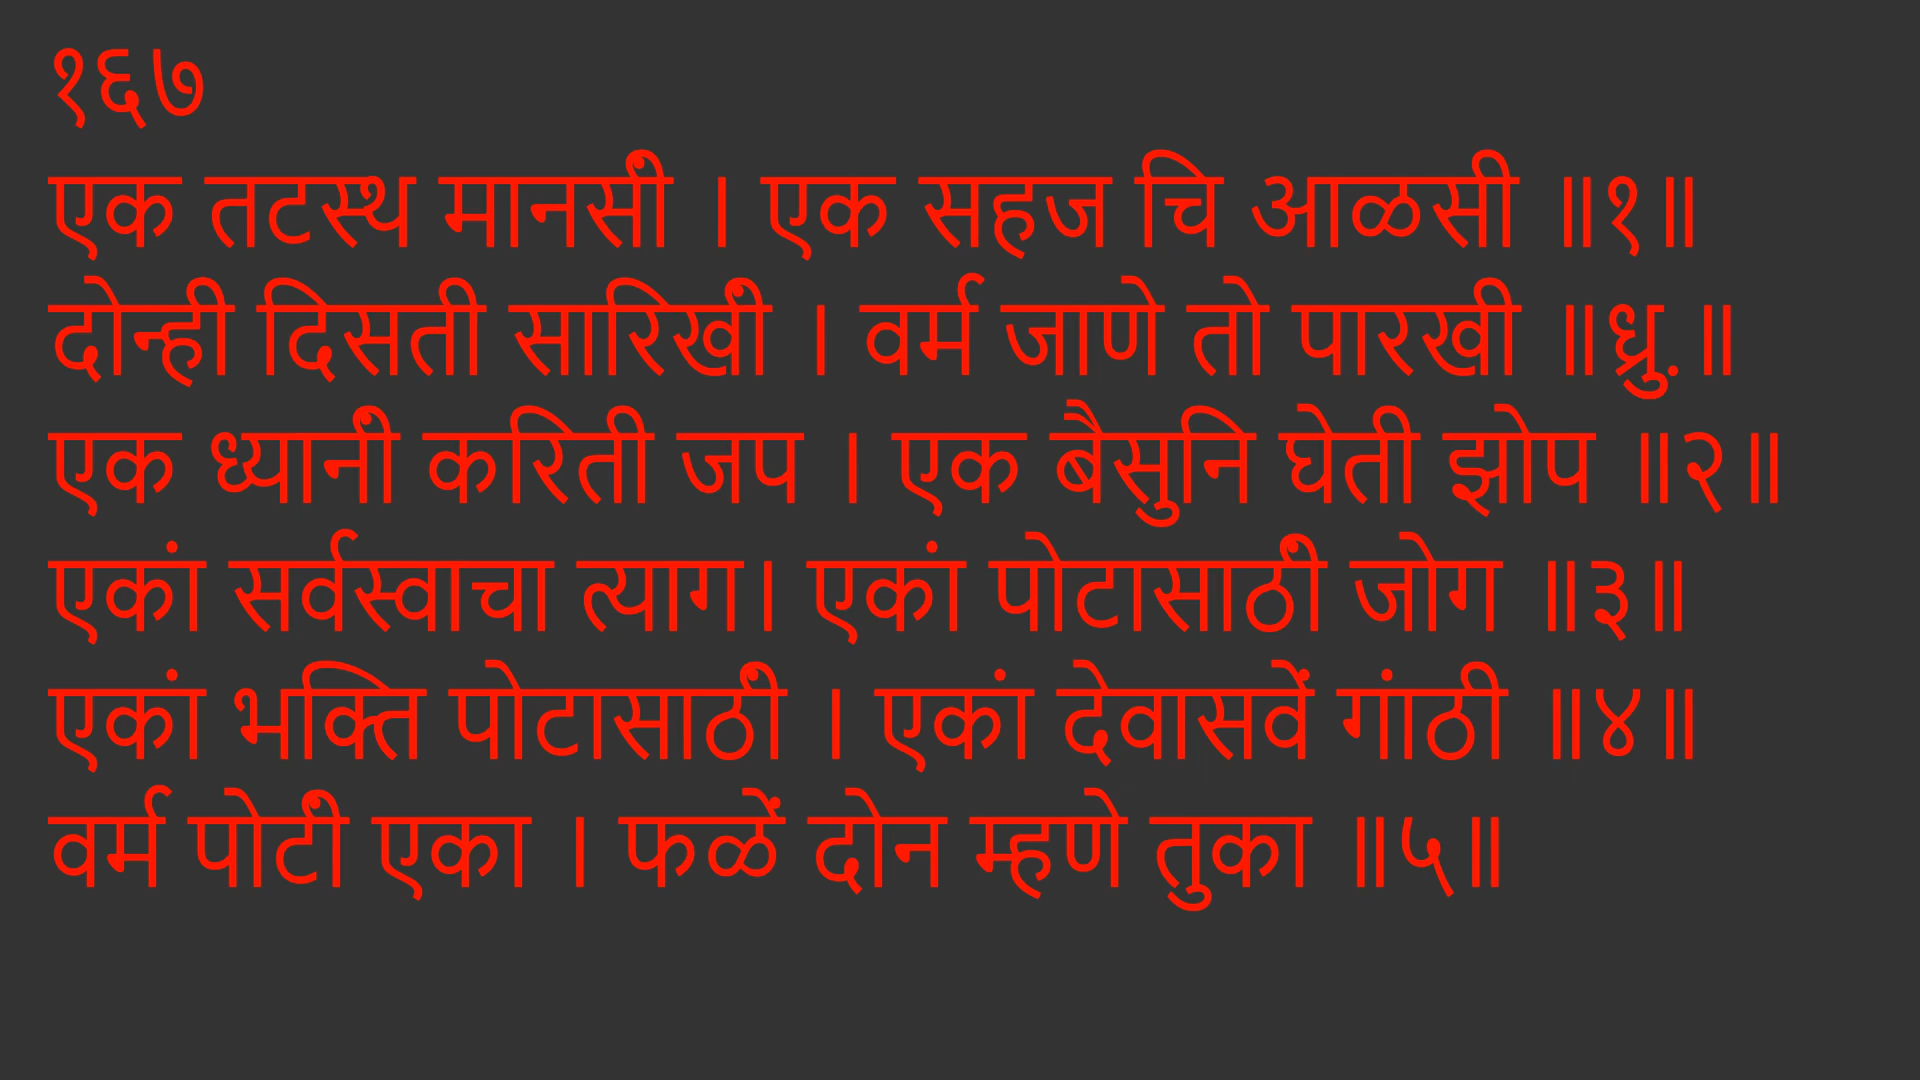 १६७
एक तटस्थ मानसीं । एक सहज चि आळसी ॥१॥
दोन्ही दिसती सारिखीं । वर्म जाणे तो पारखी ॥ध्रु.॥
एक ध्यानीं करिती जप । एक बैसुनि घेती झोप ॥२॥
एकां सर्वस्वाचा त्याग। एकां पोटासाठीं जोग ॥३॥
एकां भक्ति पोटासाठीं । एकां देवासवें गांठी ॥४॥
वर्म पोटीं एका । फळें दोन म्हणे तुका ॥५॥